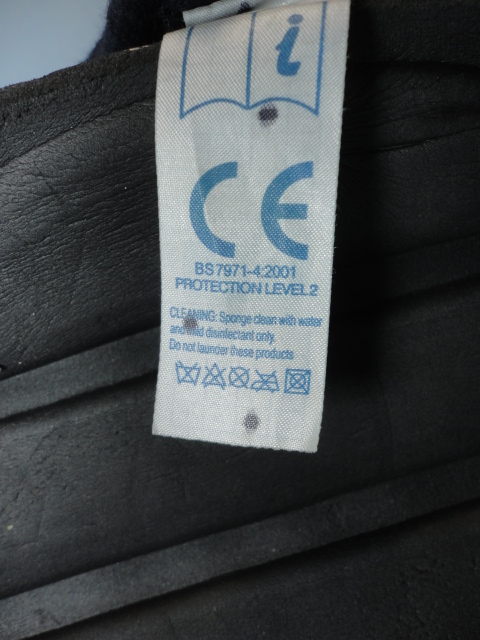 i
CE
BS 7971-4:2001
PROTECTION LEVEL 2
CLEANING: Sponge clean with water
and mild disinfectant only.
Do not launder these products